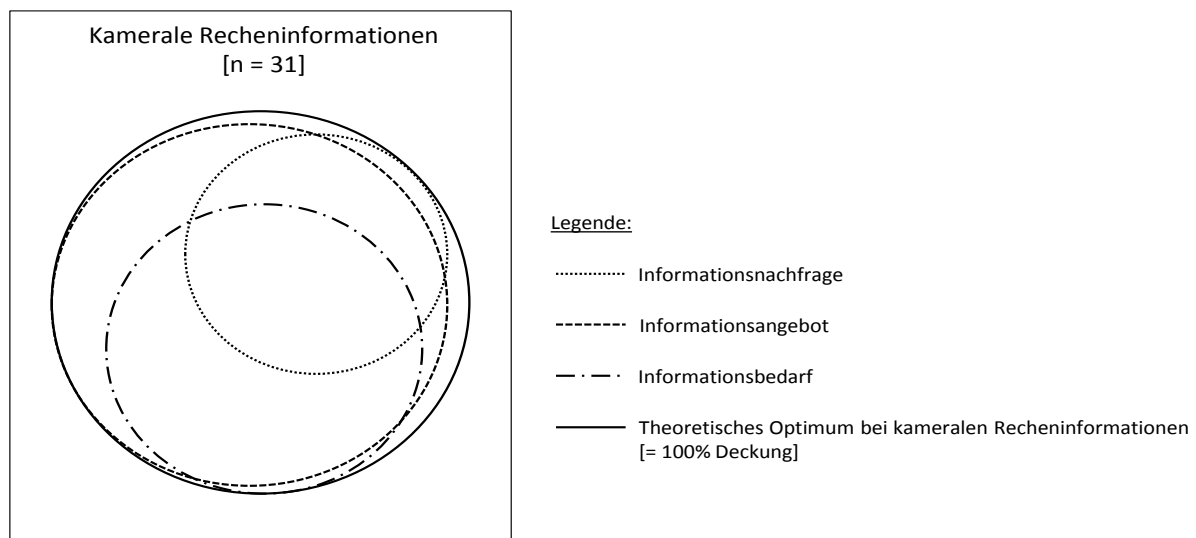 Kamerale Recheninformationen
[n = 31]
Legende:
Informationsnachfrage
Informationsangebot
Informationsbedarf
Theoretisches Optimum bei kameralen Recheninformationen
[= 100% Deckung]